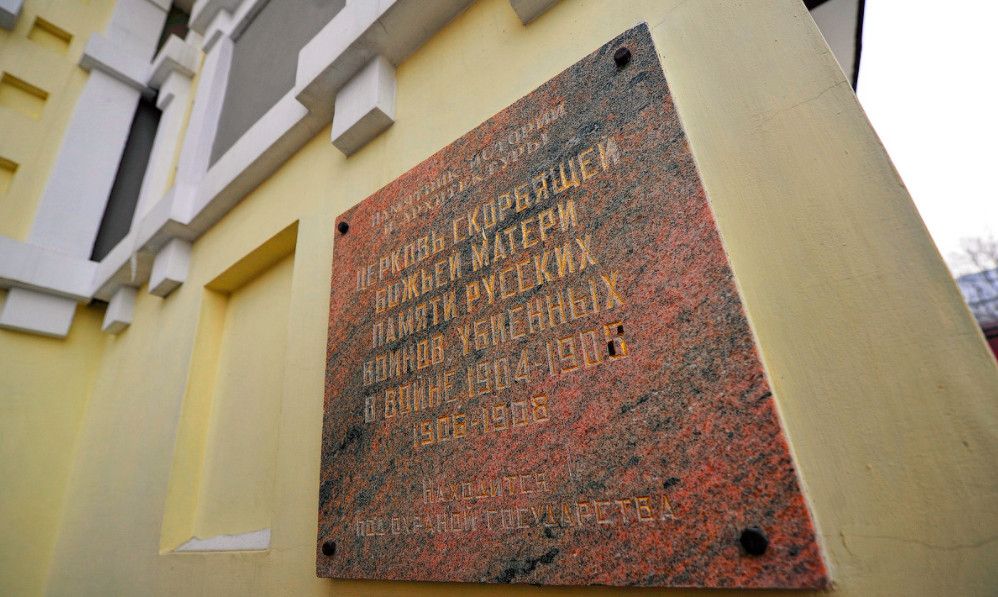 ПАМЯТНИК ИСТОРИИ
И АРХИТЕКТУРЫ
ЦЕРКОВЬ СКОРБЯЩЕЙ
БОЖЬЕЙ МАТЕРИ
ПАМЯТИ РУССКИХ
ВОИНОВ УБИЕННЫХ
В ВОЙНЕ 1904-1905
1906-1908
НАХОДИТСЯ
ПОД ОХРАНОЙ ГОСУДАРСТВА